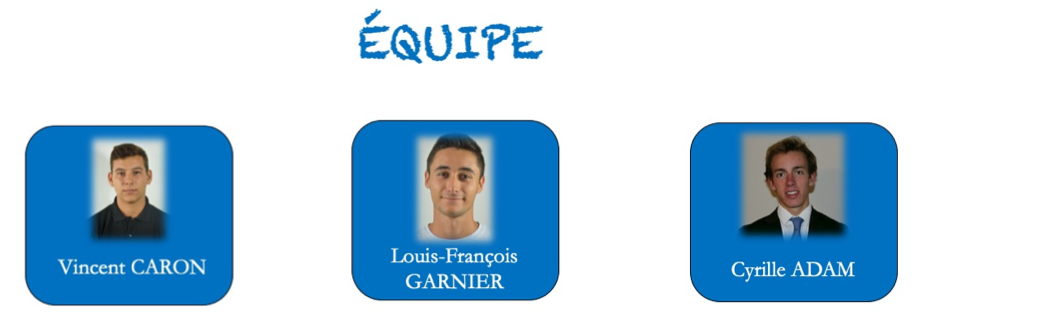 ÉQUIPE
Vincent CARON
Louis-François
GARNIER
Cyrille ADAM